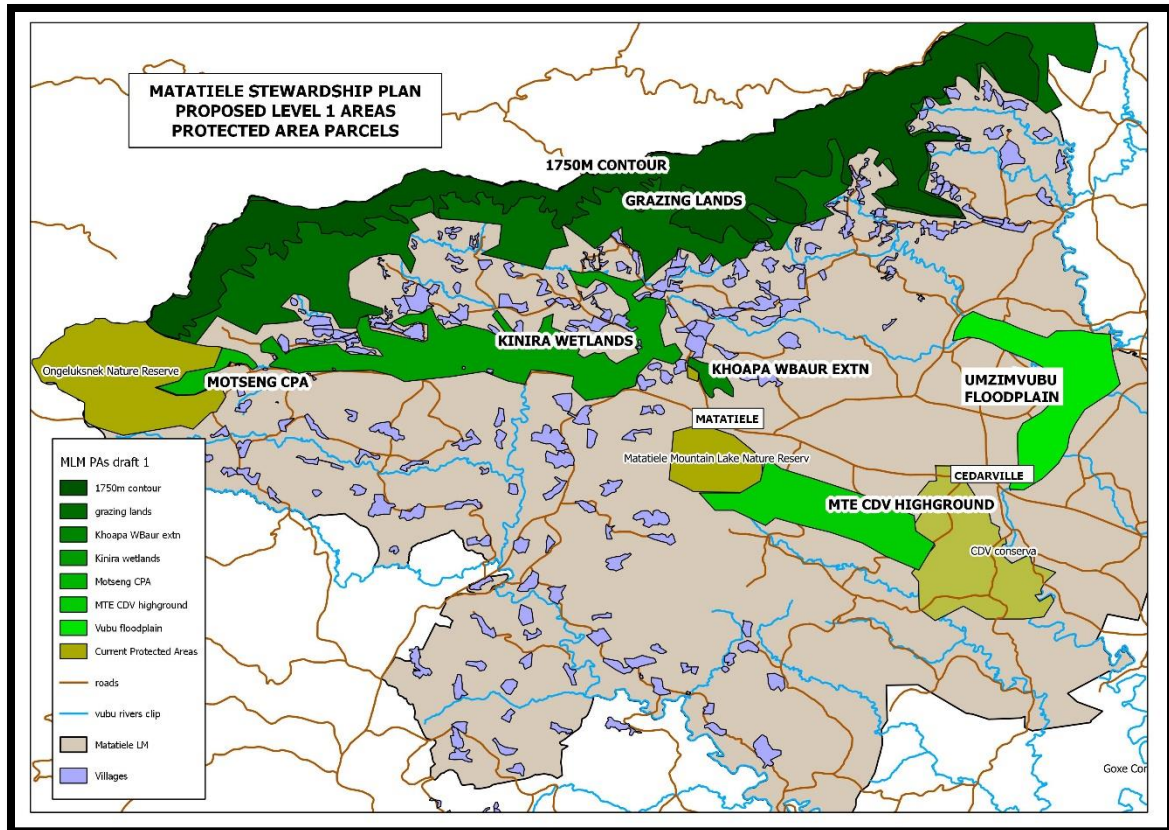 MATATIELE STEWARDSHIP PLAN
PROPOSED LEVEL 1 AREAS
PROTECTED AREA PARCELS
1750M CONTOUR
GRAZING LANDS
KINIRA WETLANDS
Ongeluksnek Nature Reserve
MOTSENG CPA
KHOAPA WBAUR EXTN
UMZIMVUBU
FLOODPLAIN
MATATIELE
Matatiele Mountain Lake Nature Reserv
CEDARVILLE
MTE CDV HIGHGROUND
CDV conserva
MLM PAs draft 1
1750m contour
grazing lands
Khoapa WBaur extn
Kinira wetlands
Motseng CPA
MTE CDV highground
Vubu floodplain
Current Protected Areas
roads
vubu rivers clip
Matatiele LM
Villages
Goxe Con